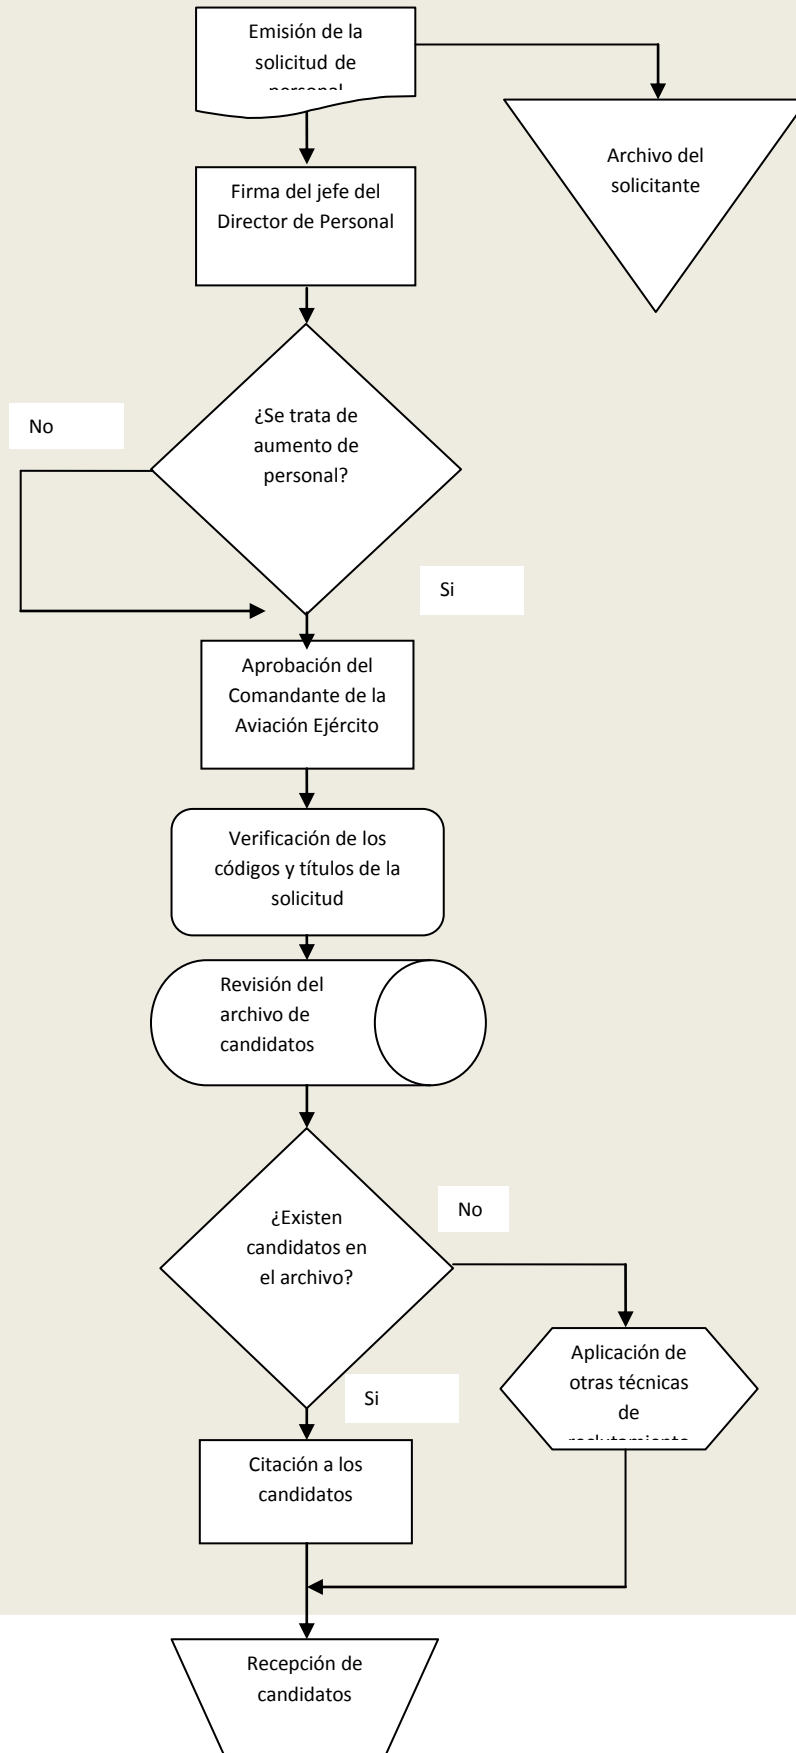 Emisión de la
solicitud de
personal
Archivo del
solicitante
Firma del jefe del
Director de Personal
¿Se trata de
aumento de
personal?
No
Si
Aprobación del
Comandante de la
Aviación Ejército
Verificación de los
códigos y títulos de la
solicitud
Revisión del
archivo de
candidatos
¿Existen
candidatos en
el archivo?
No
Si
Aplicación de
otras técnicas
de
reclutamiento
Citación a los
candidatos
Recepción de
candidatos